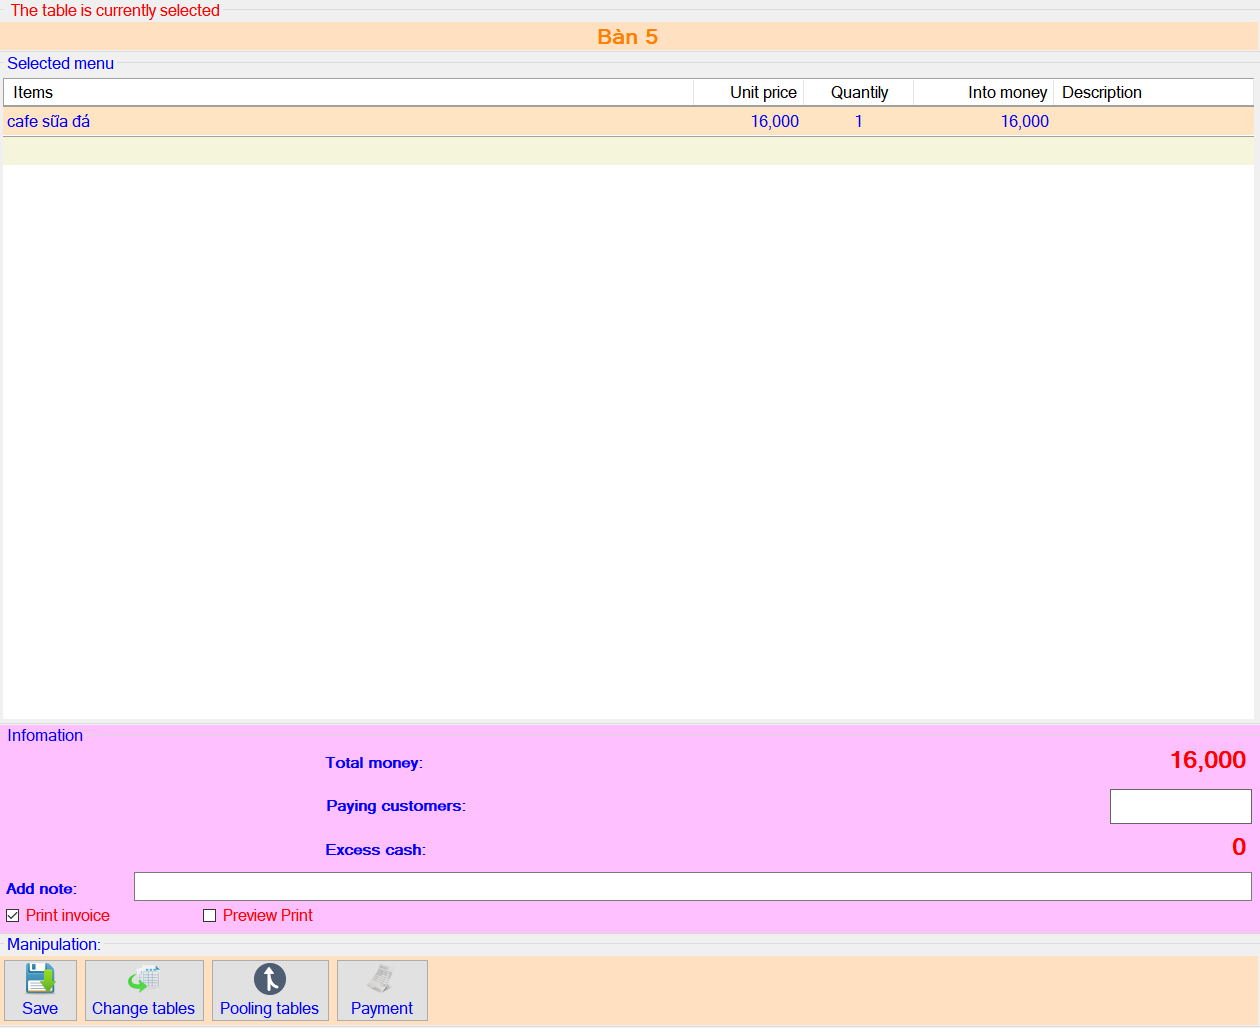 The table is currently selected
Bàn 5
Selected menu
Items Unit price Quantily Into money Description
cafe sữa đá 16,000 1 16,000
Infomation
Total money: 16,000
Paying customers:
Excess cash: 0
Add note:
Print invoice Preview Print
Manipulation:
Save Change tables Pooling tables Payment